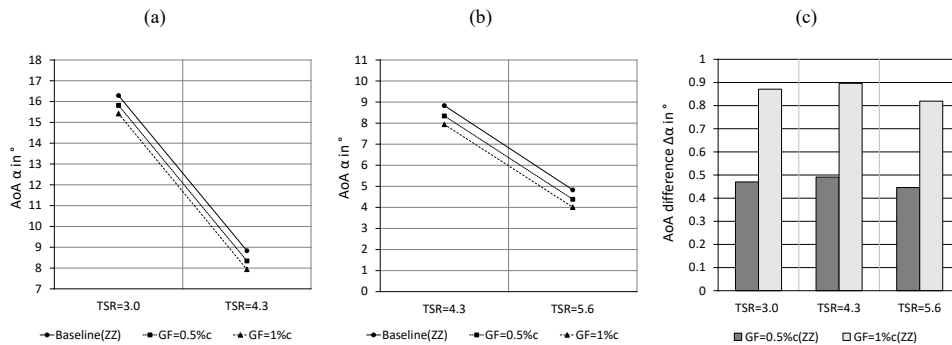 (a)
AoA α in °
18
17
16
15
14
13
12
11
10
9
8
7
TSR=3.0 TSR=4.3
Baseline(ZZ) GF=0.5%c GF=1%c
(b)
AoA α in °
11
10
9
8
7
6
5
4
3
2
1
0
TSR=4.3 TSR=5.6
Baseline(ZZ) GF=0.5%c GF=1%c
(c)
AoA difference Δα in °
1
0.9
0.8
0.7
0.6
0.5
0.4
0.3
0.2
0.1
0
TSR=3.0 TSR=4.3 TSR=5.6
GF=0.5%c(ZZ) GF=1%c(ZZ)